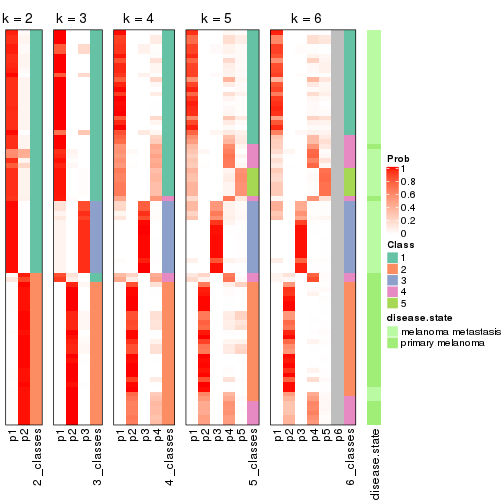 k = 2
k = 3
k = 4
k = 5
k = 6
Prob
1
0.8
0.6
0.4
0.2
0
Class
1
2
3
4
5
disease.state
melanoma metastasis
primary melanoma
p1
p2
2_classes
p1
p2
p3
3_classes
p1
p2
p3
p4
4_classes
p1
p2
p3
p4
p5
5_classes
p1
p2
p3
p4
p5
p6
6_classes
disease.state